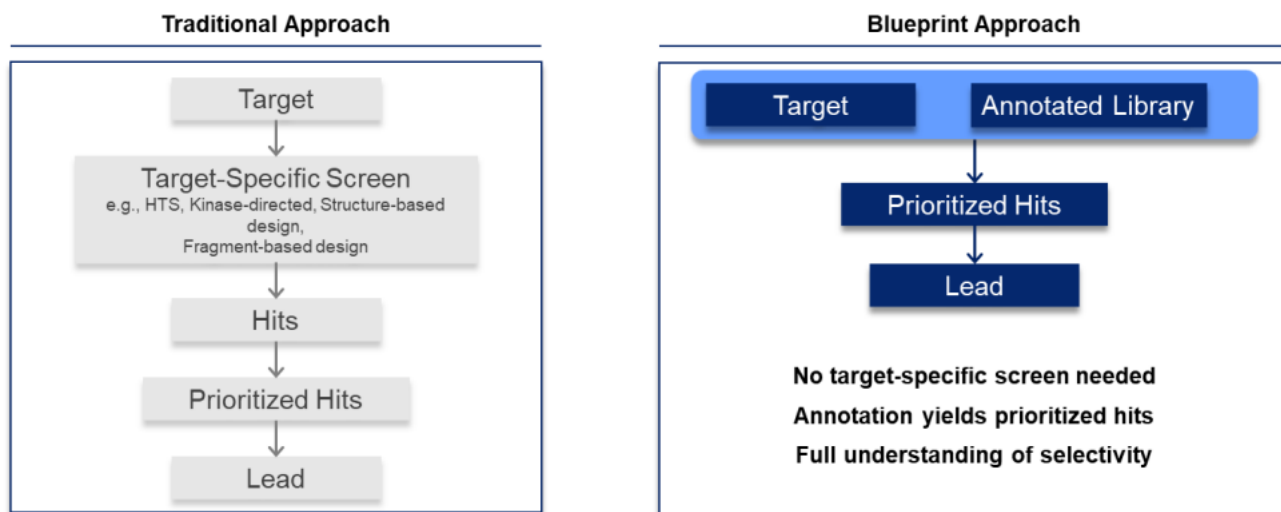 Traditional Approach
Target
Target-Specific Screen
e.g., HTS, Kinase-directed, Structure-based
design,
Fragment-based design
Hits
Prioritized Hits
Lead
Blueprint Approach
Target
Annotated Library
Prioritized Hits
Lead
No target-specific screen needed
Annotation yields prioritized hits
Full understanding of selectivity